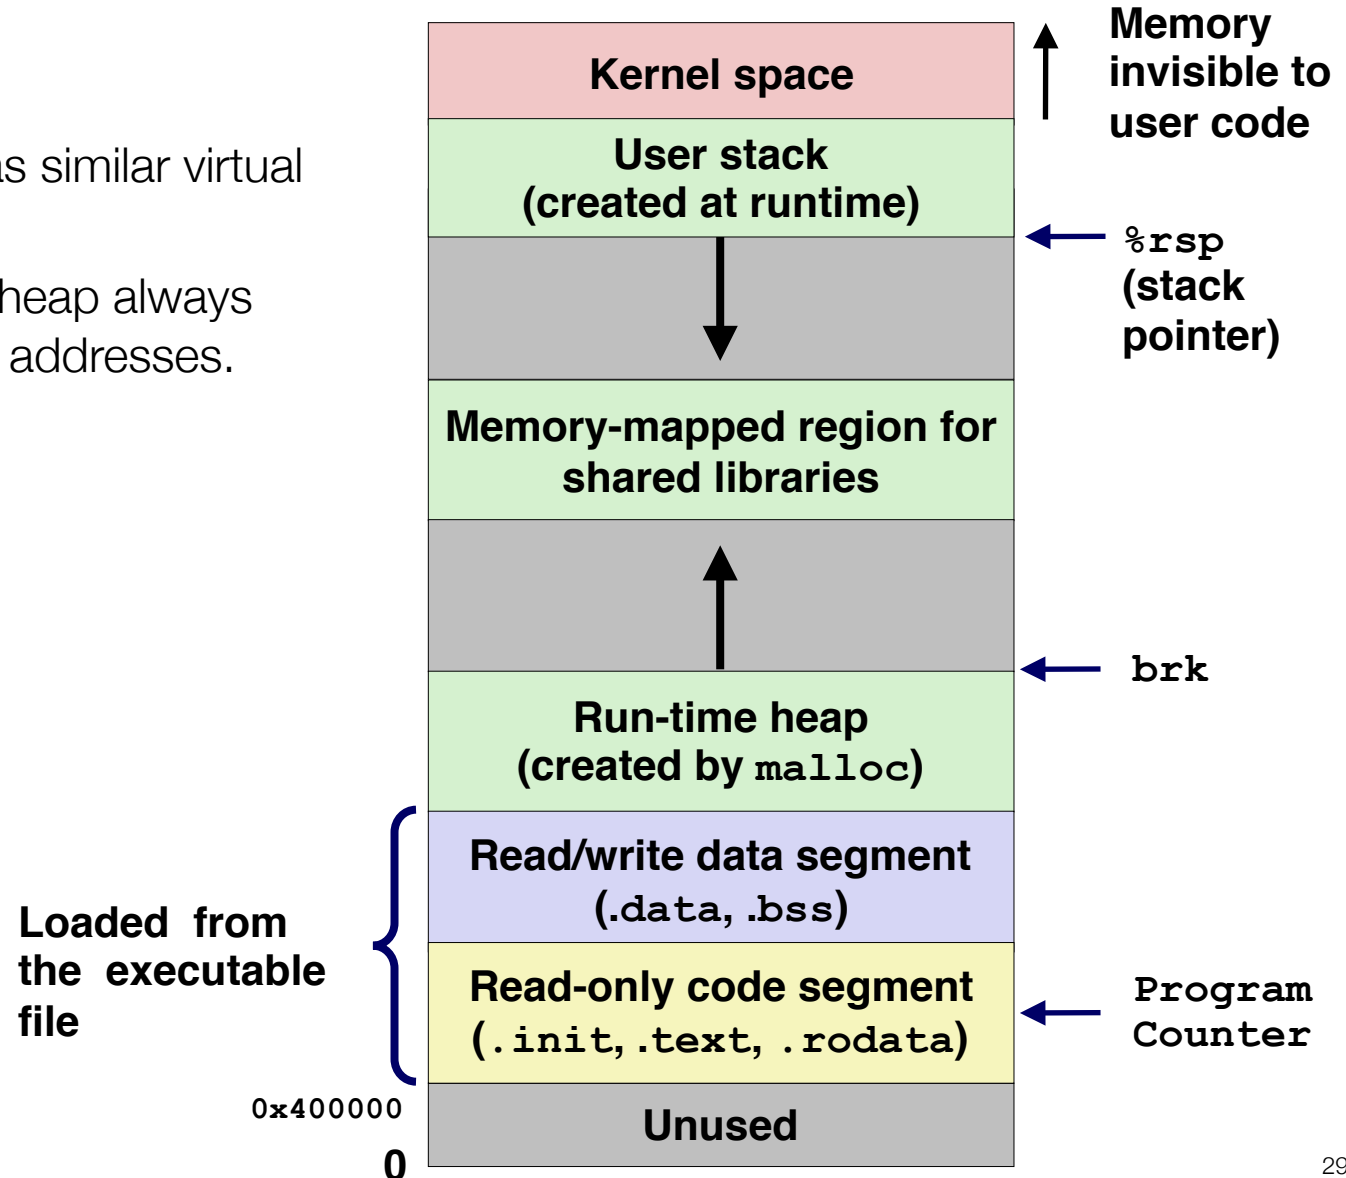 as similar virtual
heap always
addresses.
Kernel space
Memory
invisible to
user code
User stack
(created at runtime)
%rsp
(stack
pointer)
Memory-mapped region for
shared libraries
brk
Run-time heap
(created by malloc)
Read/write data segment
(.data, .bss)
Loaded from
the executable
file
Read-only code segment
(.init, .text, .rodata)
Program
Counter
0x400000
Unused
0
29